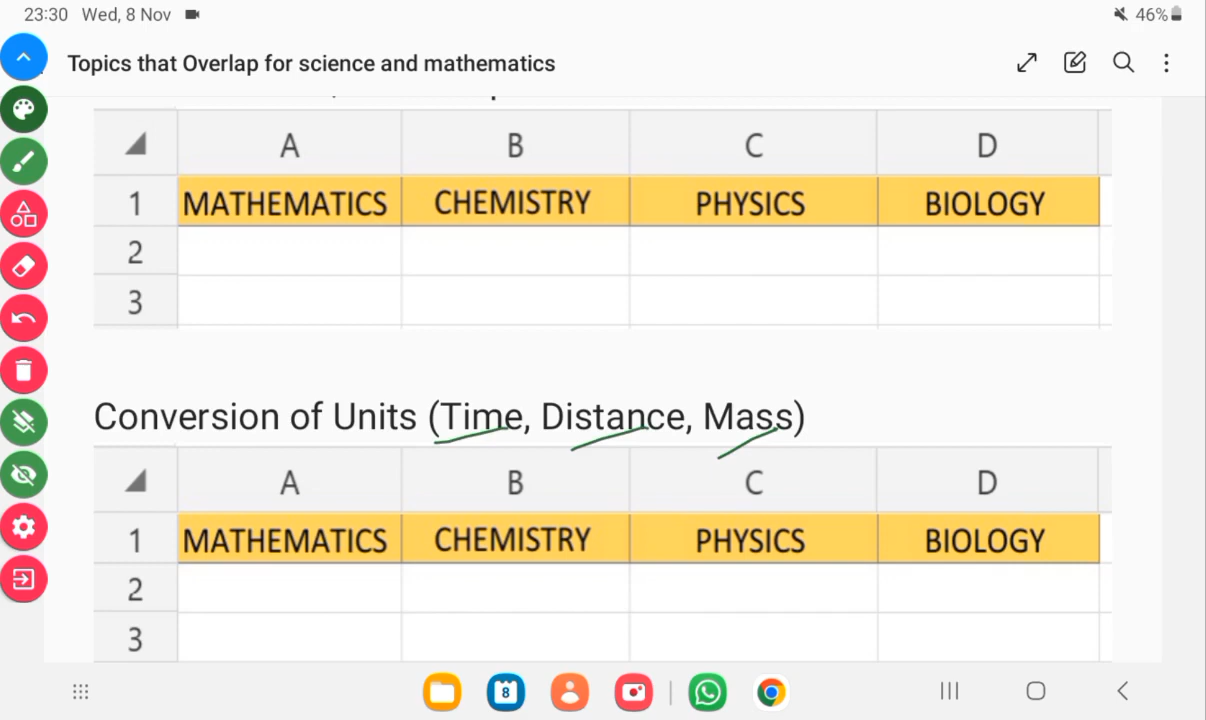 23:30 Wed, 8 Nov 46%
Topics that Overlap for science and mathematics
A B C D
1 MATHEMATICS CHEMISTRY PHYSICS BIOLOGY
2
3
Conversion of Units (Time, Distance, Mass)
A B C D
1 MATHEMATICS CHEMISTRY PHYSICS BIOLOGY
2
3
8